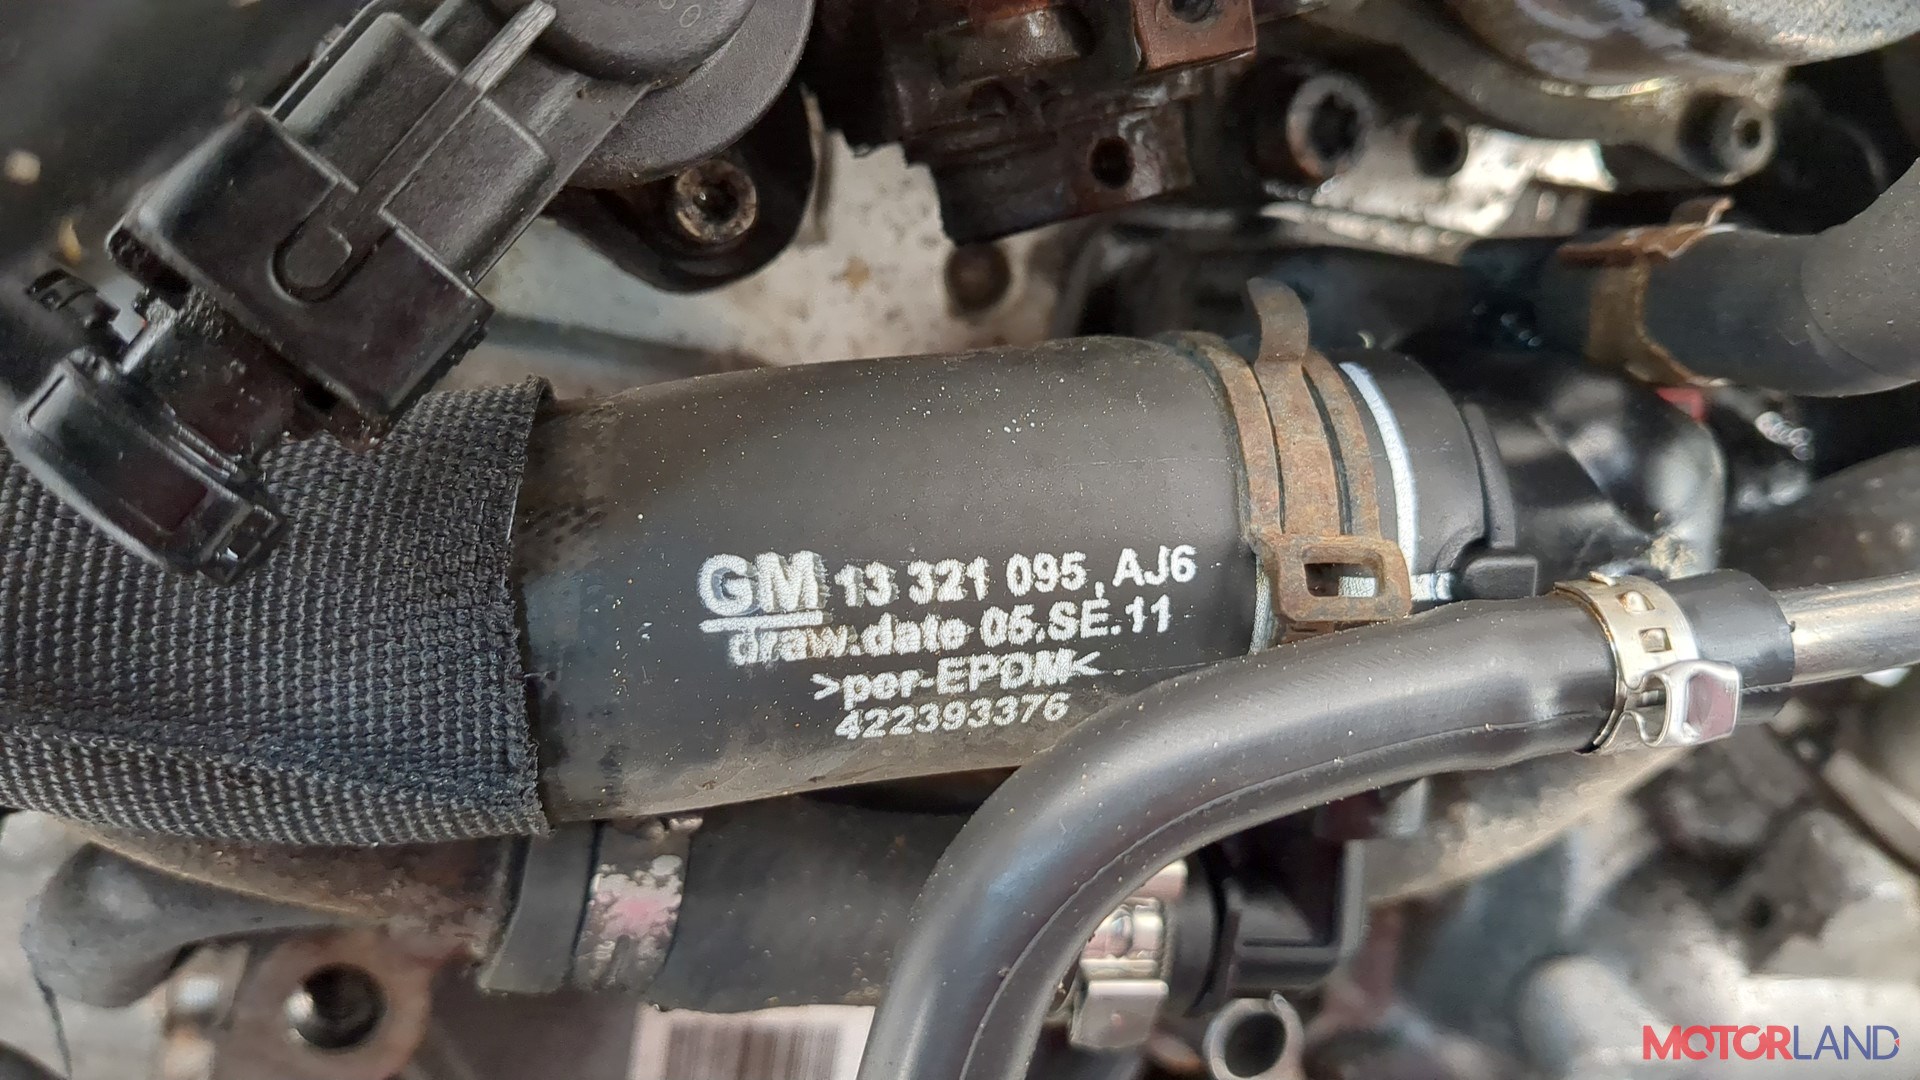 GM 13 321 095, AJ6
draw.date 05.SE.11
>per-EPDM<
422393376
MOTORLAND